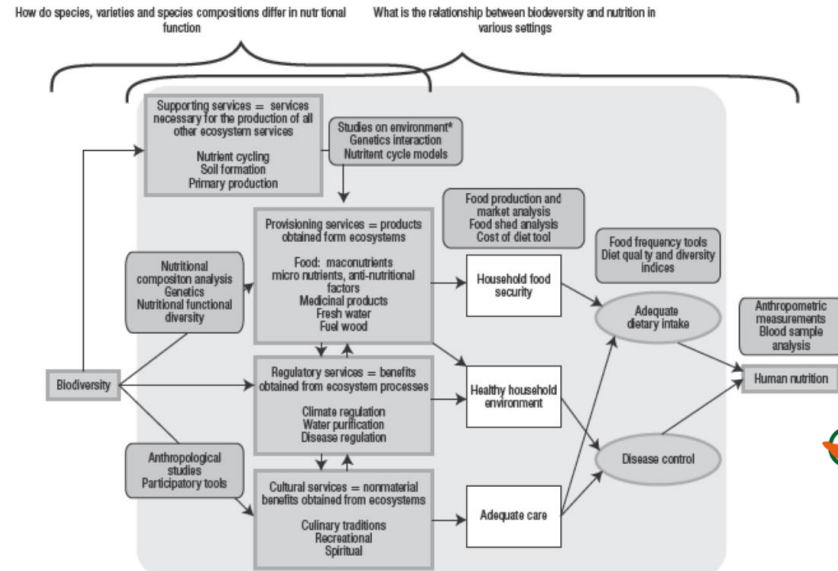 How do species, varieties and species compositions differ in nutr tional
function
What is the relationship between biodeversity and nutrition in
various settings
Supporting services = services
necessary for the production of all
other ecosystem services
Nutrient cycling
Soil formation
Primary production
Studies on environment*
Genetics interaction
Nutritent cycle models
Provisioning services = products
obtained form ecosystems
Food: maconutrients
micro nutrients, anti-nutritional
factors
Medicinal products
Fresh water
Fuel wood
Food production and
market analysis
Food shed analysis
Cost of diet tool
Food frequency tools
Diet quality and diversity
indices
Nutritional
compositon analysis
Genetics
Nutritional functional
diversity
Household food
security
Adequate
dietary intake
Anthropometric
measurements
Blood sample
analysis
Biodiversity
Regulatory services = benefits
obtained from ecosystem processes
Climate regulation
Water purification
Disease regulation
Healthy household
environment
Human nutrition
Anthropological
studies
Participatory tools
Disease control
Cultural services = nonmaterial
benefits obtained from ecosystems
Culinary traditions
Recreational
Spiritual
Adequate care